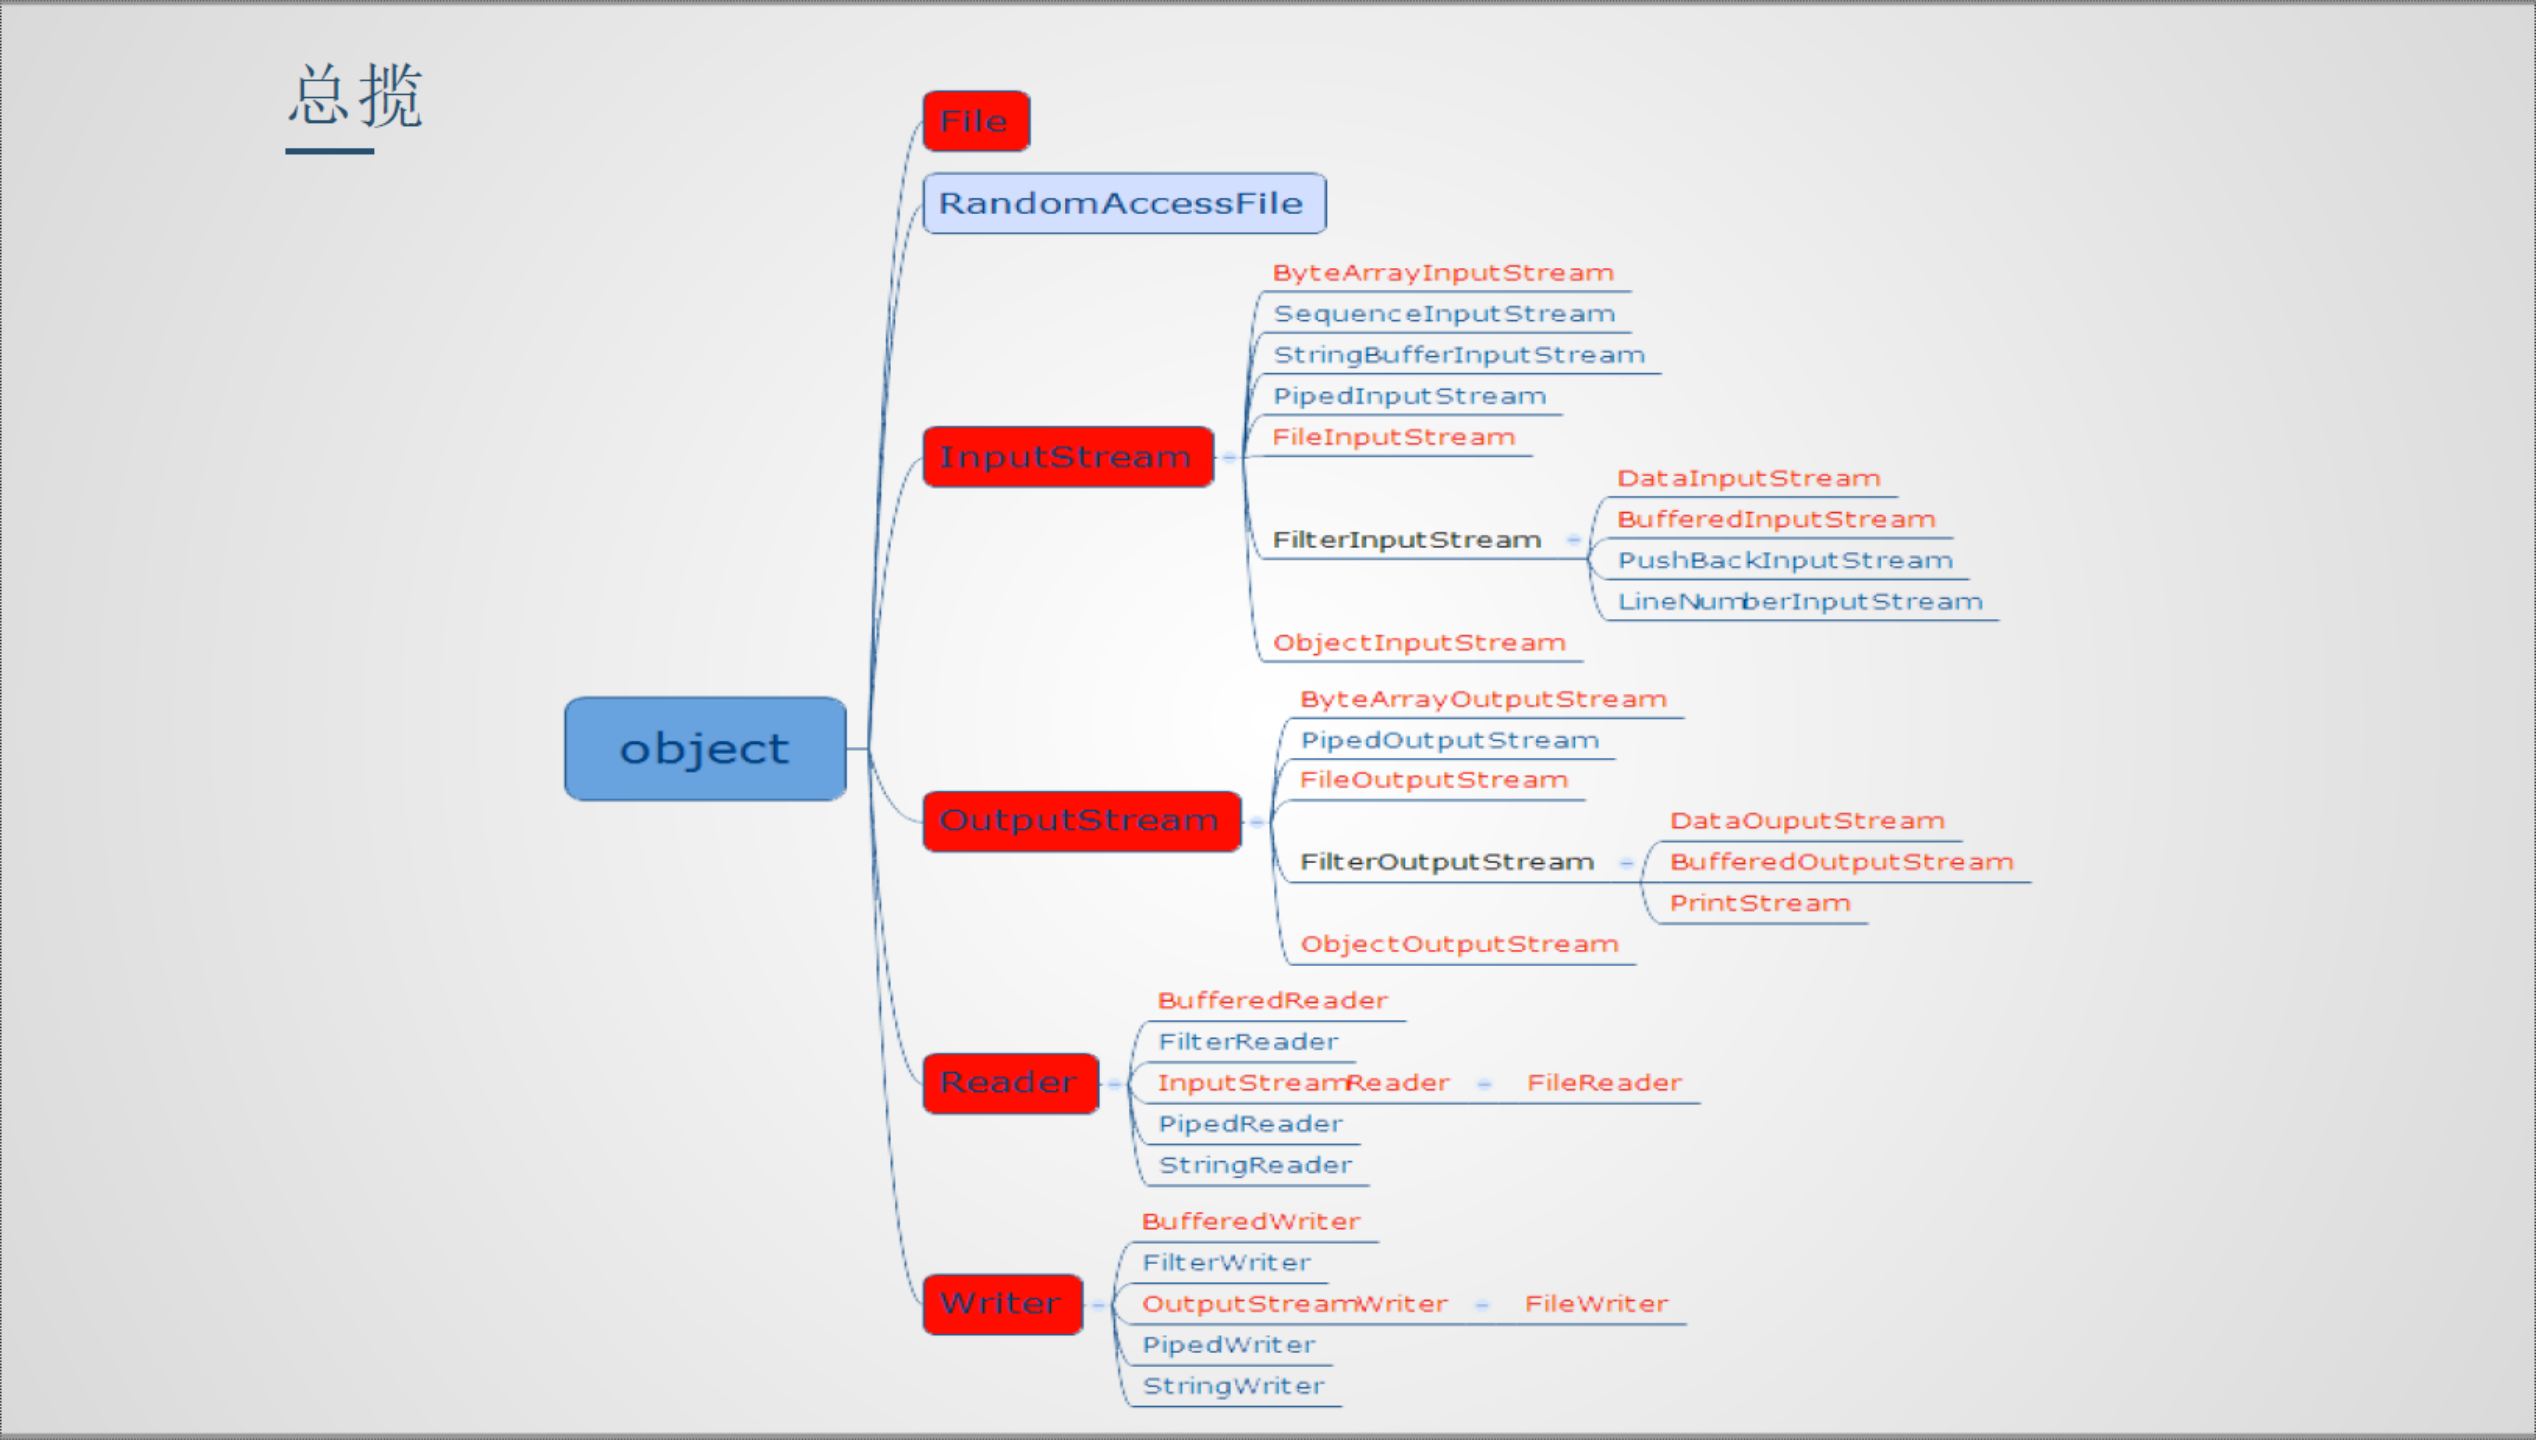 总揽
File
RandomAccessFile
ByteArrayInputStream
SequenceInputStream
StringBufferInputStream
PipedInputStream
FileInputStream
InputStream
DataInputStream
BufferedInputStream
FilterInputStream
PushBackInputStream
LineNumberInputStream
ObjectInputStream
ByteArrayOutputStream
object
PipedOutputStream
FileOutputStream
OutputStream
DataOuputStream
FilterOutputStream
BufferedOutputStream
PrintStream
ObjectOutputStream
BufferedReader
FilterReader
Reader
InputStreamReader
FileReader
PipedReader
StringReader
BufferedWriter
FilterWriter
Writer
OutputStreamWriter
FileWriter
PipedWriter
StringWriter